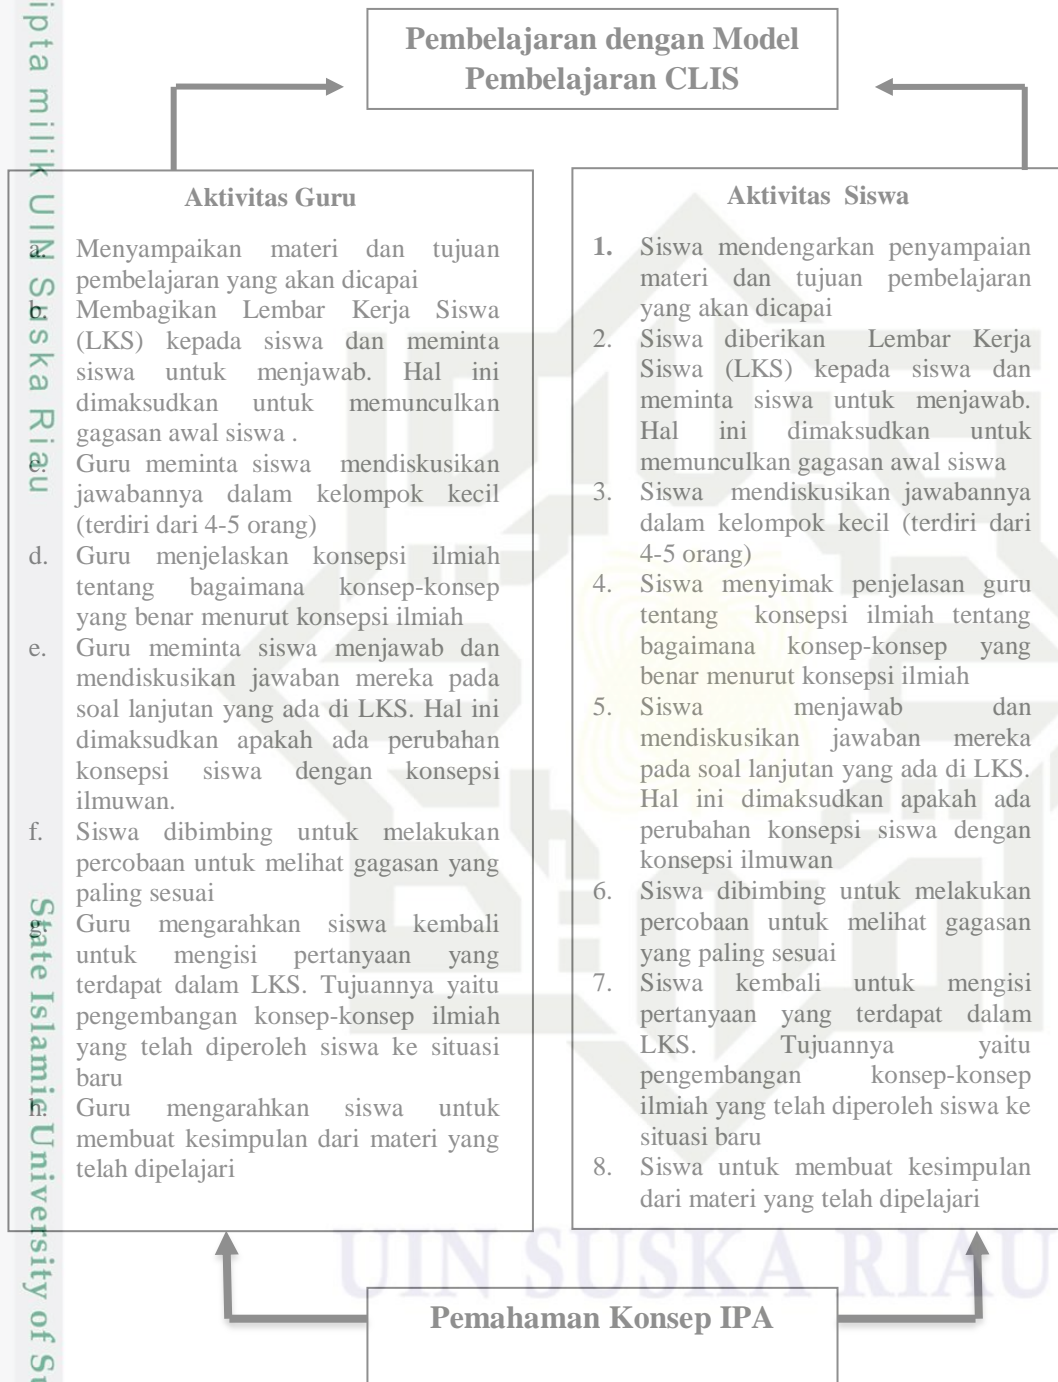 Pembelajaran dengan Model
Pembelajaran CLIS
Aktivitas Guru
a. Menyampaikan materi dan tujuan
pembelajaran yang akan dicapai
b. Membagikan Lembar Kerja Siswa
(LKS) kepada siswa dan meminta
siswa untuk menjawab. Hal ini
dimaksudkan untuk memunculkan
gagasan awal siswa .
c. Guru meminta siswa mendiskusikan
jawabannya dalam kelompok kecil
(terdiri dari 4-5 orang)
d. Guru menjelaskan konsepsi ilmiah
tentang bagaimana konsep-konsep
yang benar menurut konsepsi ilmiah
e. Guru meminta siswa menjawab dan
mendiskusikan jawaban mereka pada
soal lanjutan yang ada di LKS. Hal ini
dimaksudkan apakah ada perubahan
konsepsi siswa dengan konsepsi
ilmuwan.
f. Siswa dibimbing untuk melakukan
percobaan untuk melihat gagasan yang
paling sesuai
g. Guru mengarahkan siswa kembali
untuk mengisi pertanyaan yang
terdapat dalam LKS. Tujuannya yaitu
pengembangan konsep-konsep ilmiah
yang telah diperoleh siswa ke situasi
baru
h. Guru mengarahkan siswa untuk
membuat kesimpulan dari materi yang
telah dipelajari
Aktivitas Siswa
1. Siswa mendengarkan penyampaian
materi dan tujuan pembelajaran
yang akan dicapai
2. Siswa diberikan Lembar Kerja
Siswa (LKS) kepada siswa dan
meminta siswa untuk menjawab.
Hal ini dimaksudkan untuk
memunculkan gagasan awal siswa
3. Siswa mendiskusikan jawabannya
dalam kelompok kecil (terdiri dari
4-5 orang)
4. Siswa menyimak penjelasan guru
tentang konsepsi ilmiah tentang
bagaimana konsep-konsep yang
benar menurut konsepsi ilmiah
5. Siswa menjawab dan
mendiskusikan jawaban mereka
pada soal lanjutan yang ada di LKS.
Hal ini dimaksudkan apakah ada
perubahan konsepsi siswa dengan
konsepsi ilmuwan
6. Siswa dibimbing untuk melakukan
percobaan untuk melihat gagasan
yang paling sesuai
7. Siswa kembali untuk mengisi
pertanyaan yang terdapat dalam
LKS. Tujuannya yaitu
pengembangan konsep-konsep
ilmiah yang telah diperoleh siswa ke
situasi baru
8. Siswa untuk membuat kesimpulan
dari materi yang telah dipelajari
Pemahaman Konsep IPA
UIN SUSKA RIAU
ipta milik UIN Suska Riau
State Islamic University of Su